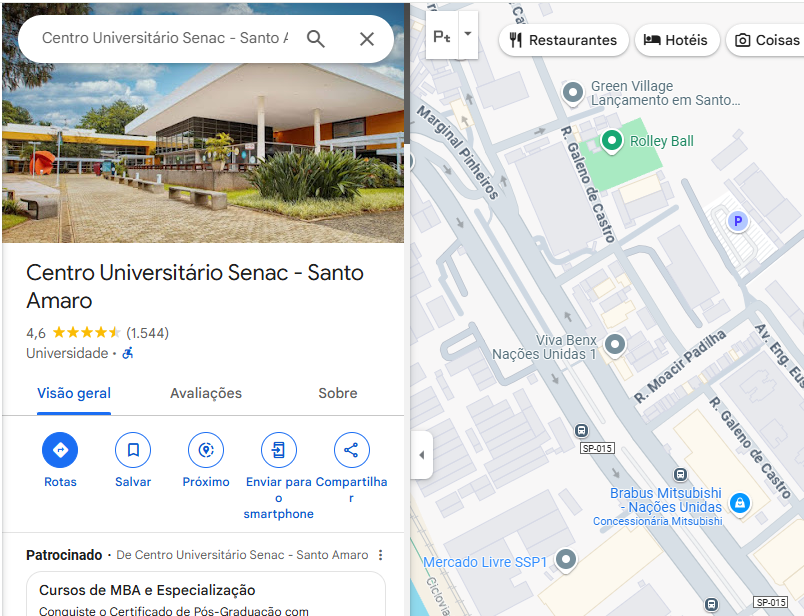 Centro Universitário Senac - Santo A
Centro Universitário Senac - Santo
Amaro
4,6 (1.544)
Universidade ·
Visão geral
Avaliações
Sobre
Rotas
Salvar
Próximo
Enviar para
o
smartphone
Compartilha
r
Patrocinado · De Centro Universitário Senac - Santo Amaro
Cursos de MBA e Especialização
Conquiste o Certificado de Pós-Graduação com
Pt
Restaurantes
Hotéis
Coisas
Green Village
Lançamento em Santo...
Marginal Pinheiros
R. Galeno de Castro
Rolley Ball
P
Viva Benx
Nações Unidas 1
R. Moacir Padilha
Av. Eng. Eus
R. Galeno de Castro
SP-015
Brabus Mitsubishi
- Nações Unidas
Concessionária Mitsubishi
Mercado Livre SSP1
Ciclovia
SP-015